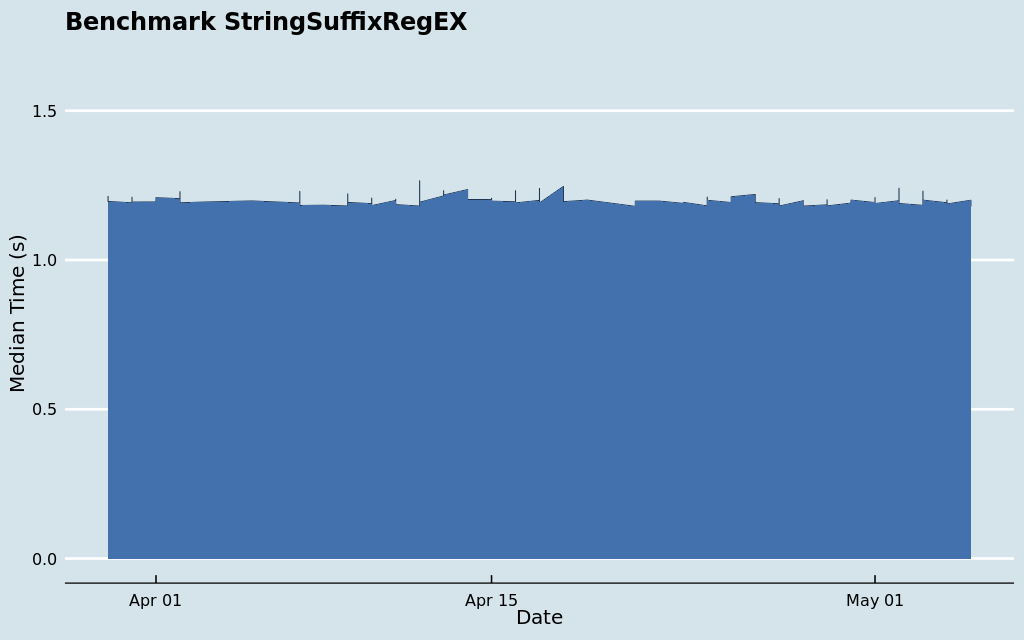 Benchmark StringSuffixRegEX
1.5
1.0
0.5
0.0
Median Time (s)
Apr 01
Apr 15
May 01
Date